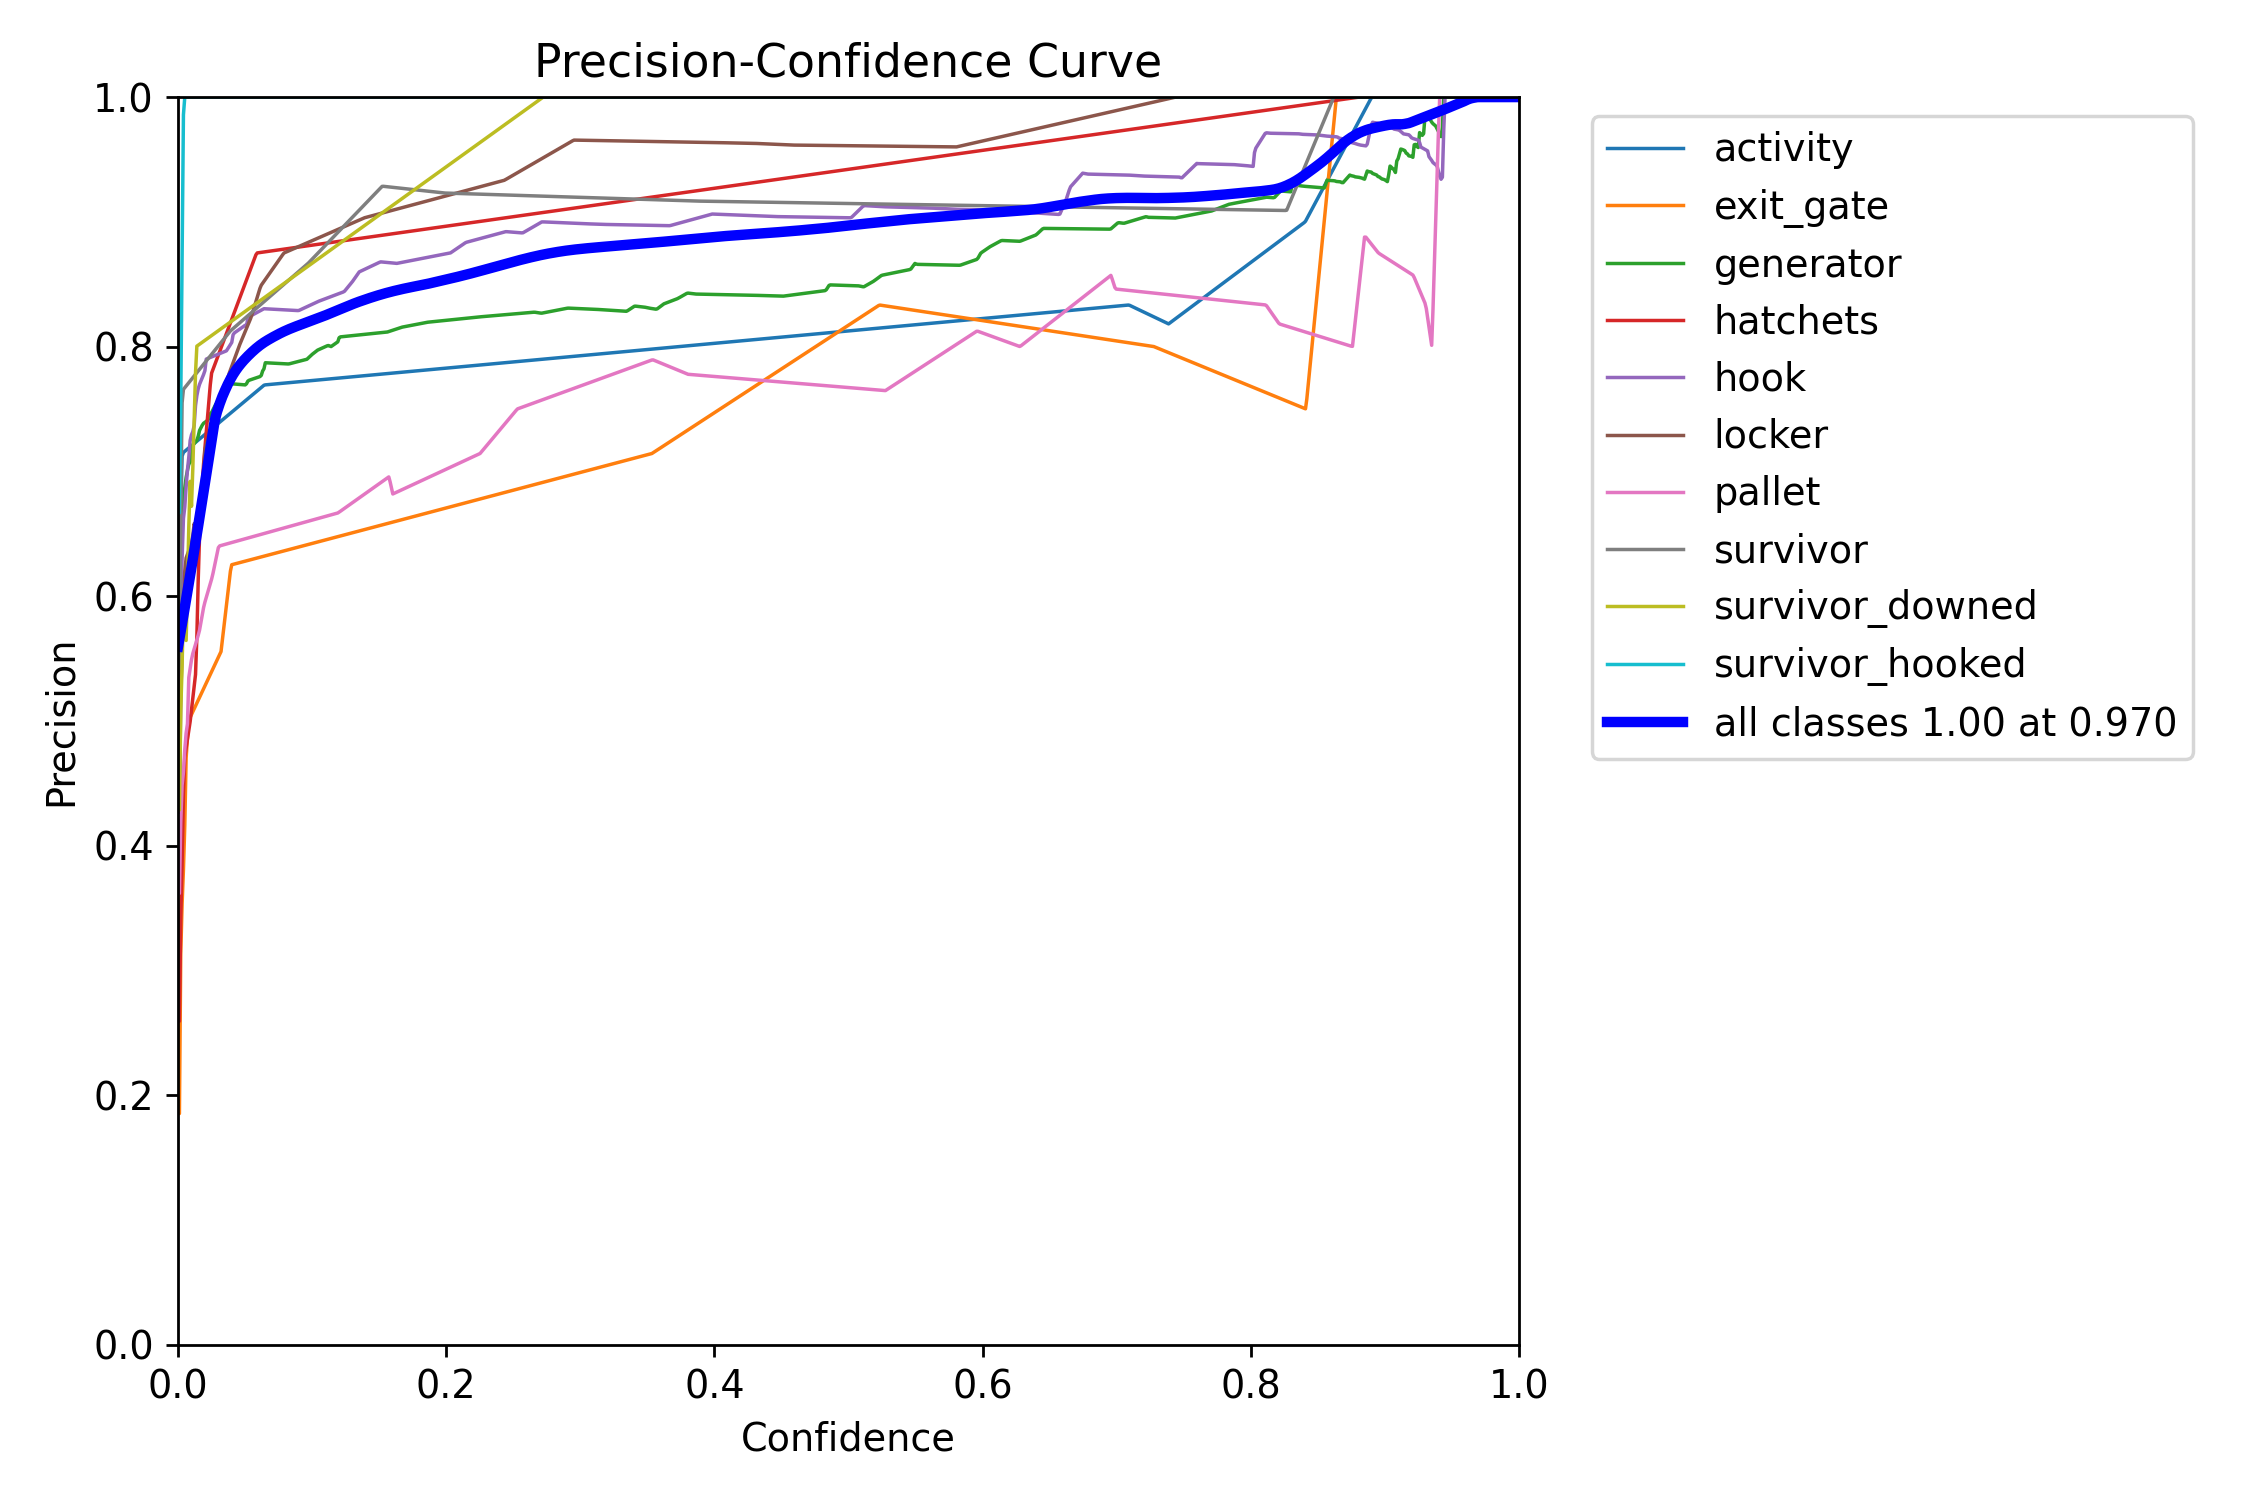 Precision-Confidence Curve
1.0
0.8
0.6
0.4
0.2
0.0
Precision
0.0 0.2 0.4 0.6 0.8 1.0
Confidence
activity
exit_gate
generator
hatchets
hook
locker
pallet
survivor
survivor_downed
survivor_hooked
all classes 1.00 at 0.970